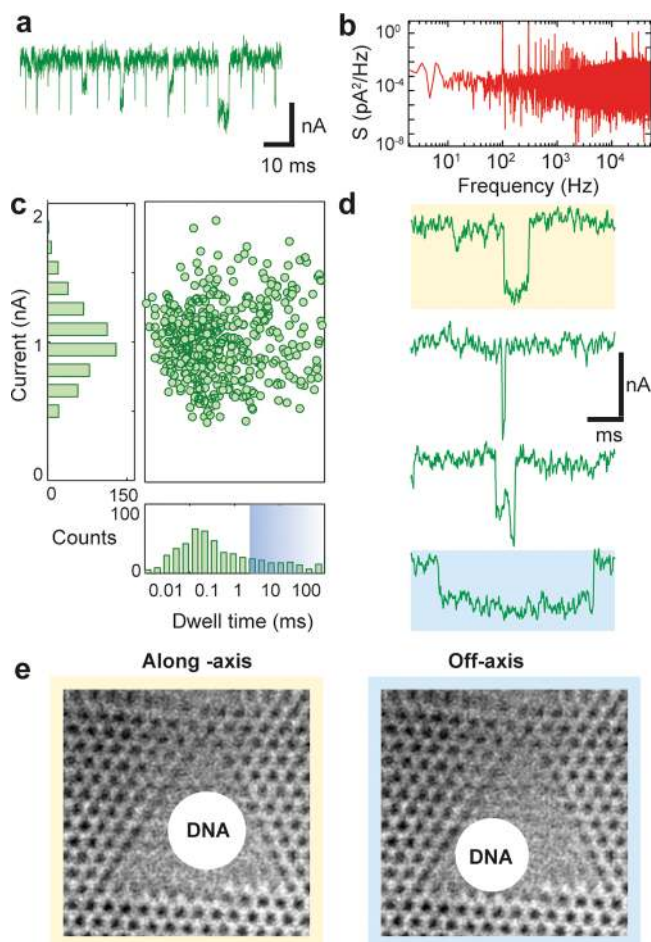 a
nA
10 ms
b
S (pA²/Hz)
10⁰
10⁻⁴
10⁻⁸
10¹ 10² 10³ 10⁴
Frequency (Hz)
c
Current (nA)
2
1
0
0 150
Counts
100
0
0.01 0.1 1 10 100
Dwell time (ms)
d
nA
ms
e
Along -axis
Off-axis
DNA
DNA